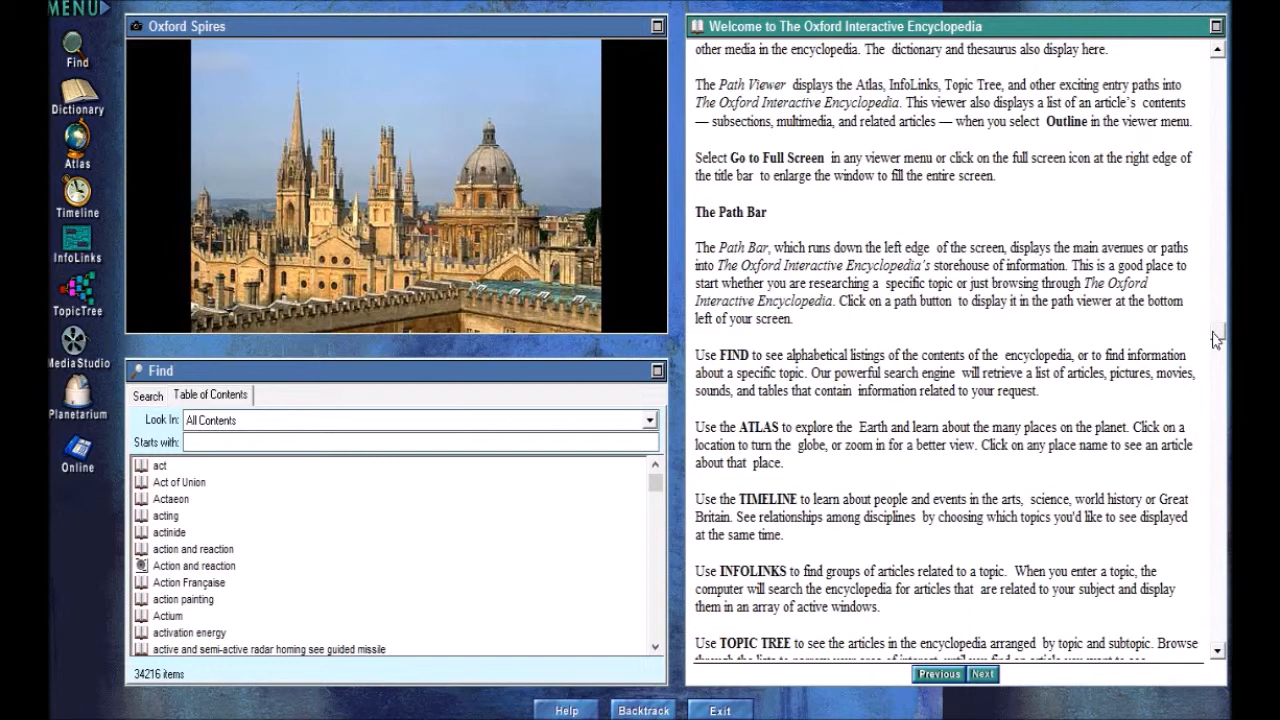 MENU
Find
Dictionary
Atlas
Timeline
InfoLinks
TopicTree
MediaStudio
Planetarium
Online
Oxford Spires
Find
Search
Table of Contents
Look In:
All Contents
Starts with:
act
Act of Union
Actaeon
acting
actinide
action and reaction
Action and reaction
Action Française
action painting
Actium
activation energy
active and semi-active radar homing see guided missile
34216 items
Welcome to The Oxford Interactive Encyclopedia
other media in the encyclopedia. The dictionary and thesaurus also display here.
The Path Viewer displays the Atlas, InfoLinks, Topic Tree, and other exciting entry paths into
The Oxford Interactive Encyclopedia. This viewer also displays a list of an article's contents
— subsections, multimedia, and related articles — when you select Outline in the viewer menu.
Select Go to Full Screen in any viewer menu or click on the full screen icon at the right edge of
the title bar to enlarge the window to fill the entire screen.
The Path Bar
The Path Bar, which runs down the left edge of the screen, displays the main avenues or paths
into The Oxford Interactive Encyclopedia's storehouse of information. This is a good place to
start whether you are researching a specific topic or just browsing through The Oxford
Interactive Encyclopedia. Click on a path button to display it in the path viewer at the bottom
left of your screen.
Use FIND to see alphabetical listings of the contents of the encyclopedia, or to find information
about a specific topic. Our powerful search engine will retrieve a list of articles, pictures, movies,
sounds, and tables that contain information related to your request.
Use the ATLAS to explore the Earth and learn about the many places on the planet. Click on a
location to turn the globe, or zoom in for a better view. Click on any place name to see an article
about that place.
Use the TIMELINE to learn about people and events in the arts, science, world history or Great
Britain. See relationships among disciplines by choosing which topics you'd like to see displayed
at the same time.
Use INFOLINKS to find groups of articles related to a topic. When you enter a topic, the
computer will search the encyclopedia for articles that are related to your subject and display
them in an array of active windows.
Use TOPIC TREE to see the articles in the encyclopedia arranged by topic and subtopic. Browse
Previous
Next
Help
Backtrack
Exit